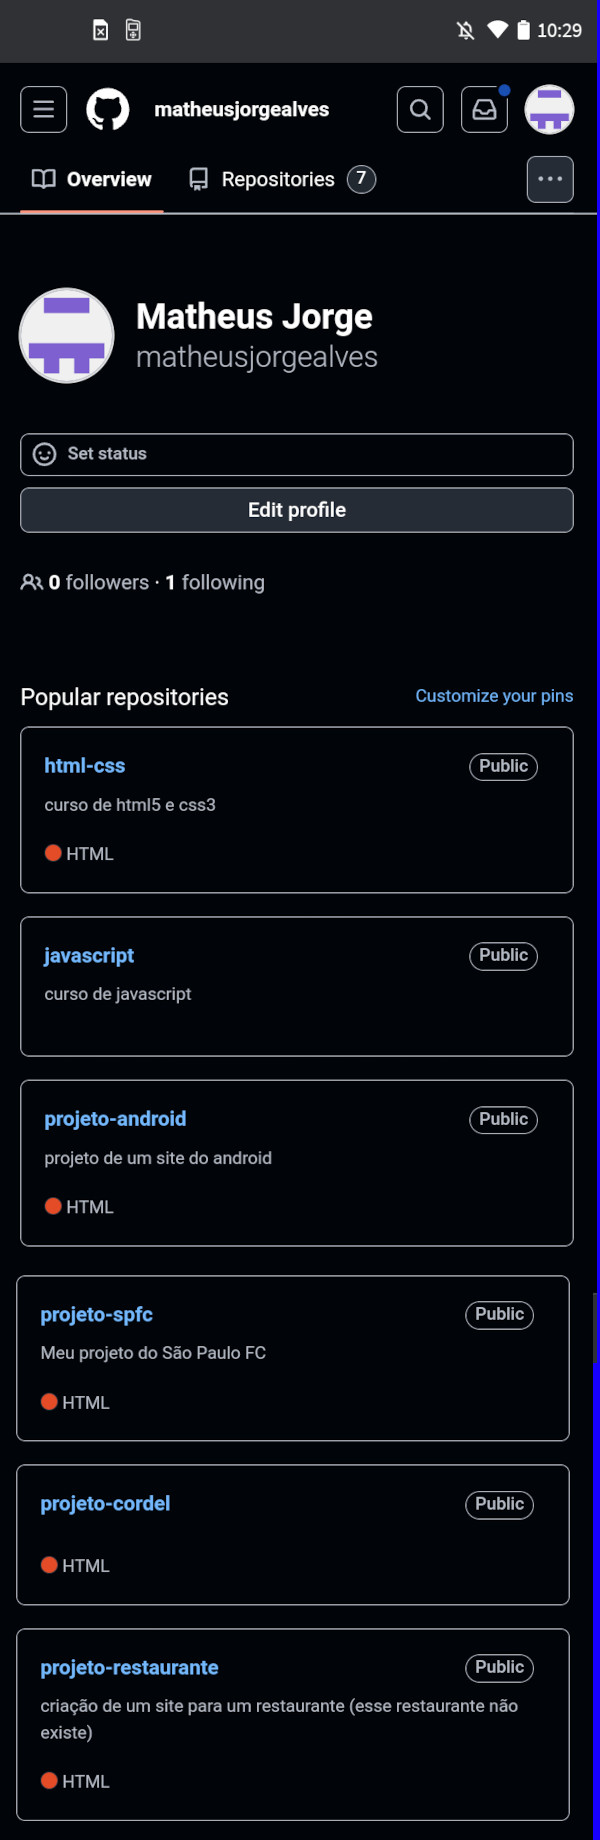 10:29
matheusjorgealves
Overview Repositories 7
Matheus Jorge
matheusjorgealves
Set status
Edit profile
0 followers · 1 following
Popular repositories Customize your pins
html-css Public
curso de html5 e css3
HTML
javascript Public
curso de javascript
projeto-android Public
projeto de um site do android
HTML
projeto-spfc Public
Meu projeto do São Paulo FC
HTML
projeto-cordel Public
HTML
projeto-restaurante Public
criação de um site para um restaurante (esse restaurante não
existe)
HTML